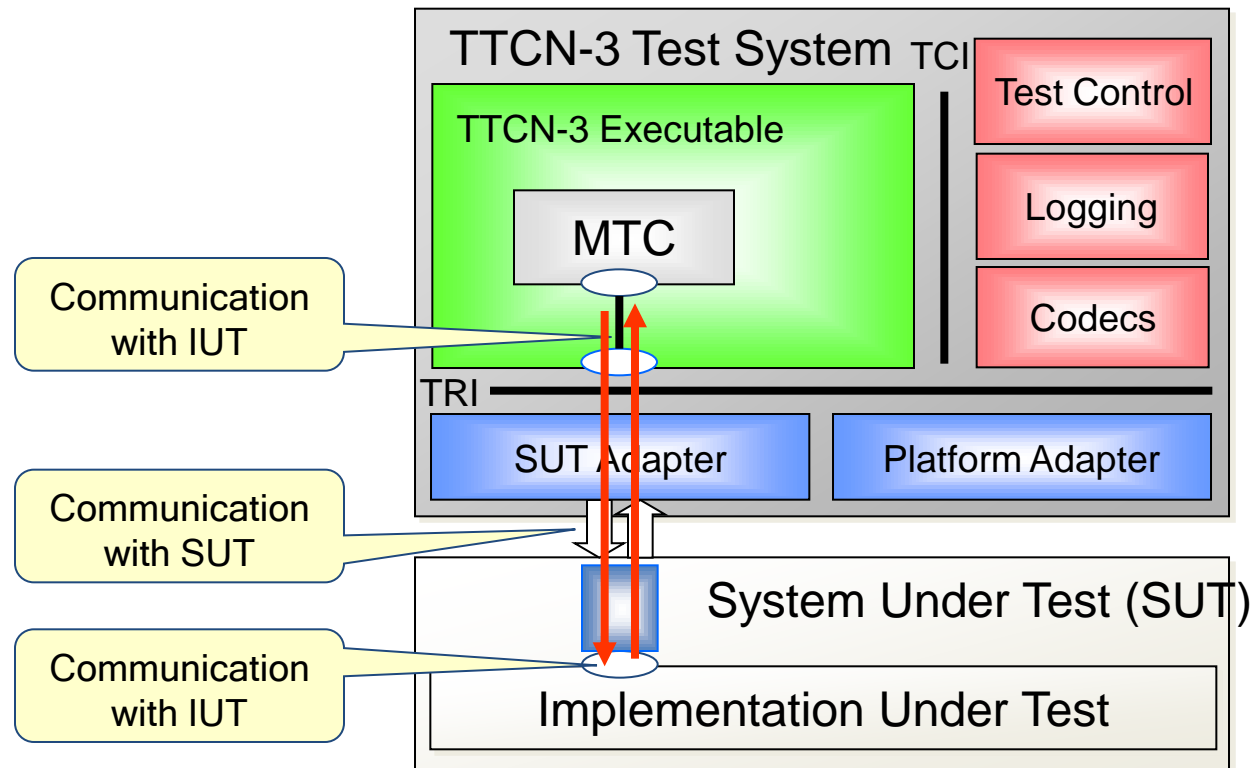 TTCN-3 Test System
TCI
Test Control
TTCN-3 Executable
Logging
MTC
Codecs
Communication
with IUT
TRI
SUT Adapter
Platform Adapter
Communication
with SUT
System Under Test (SUT)
Communication
with IUT
Implementation Under Test